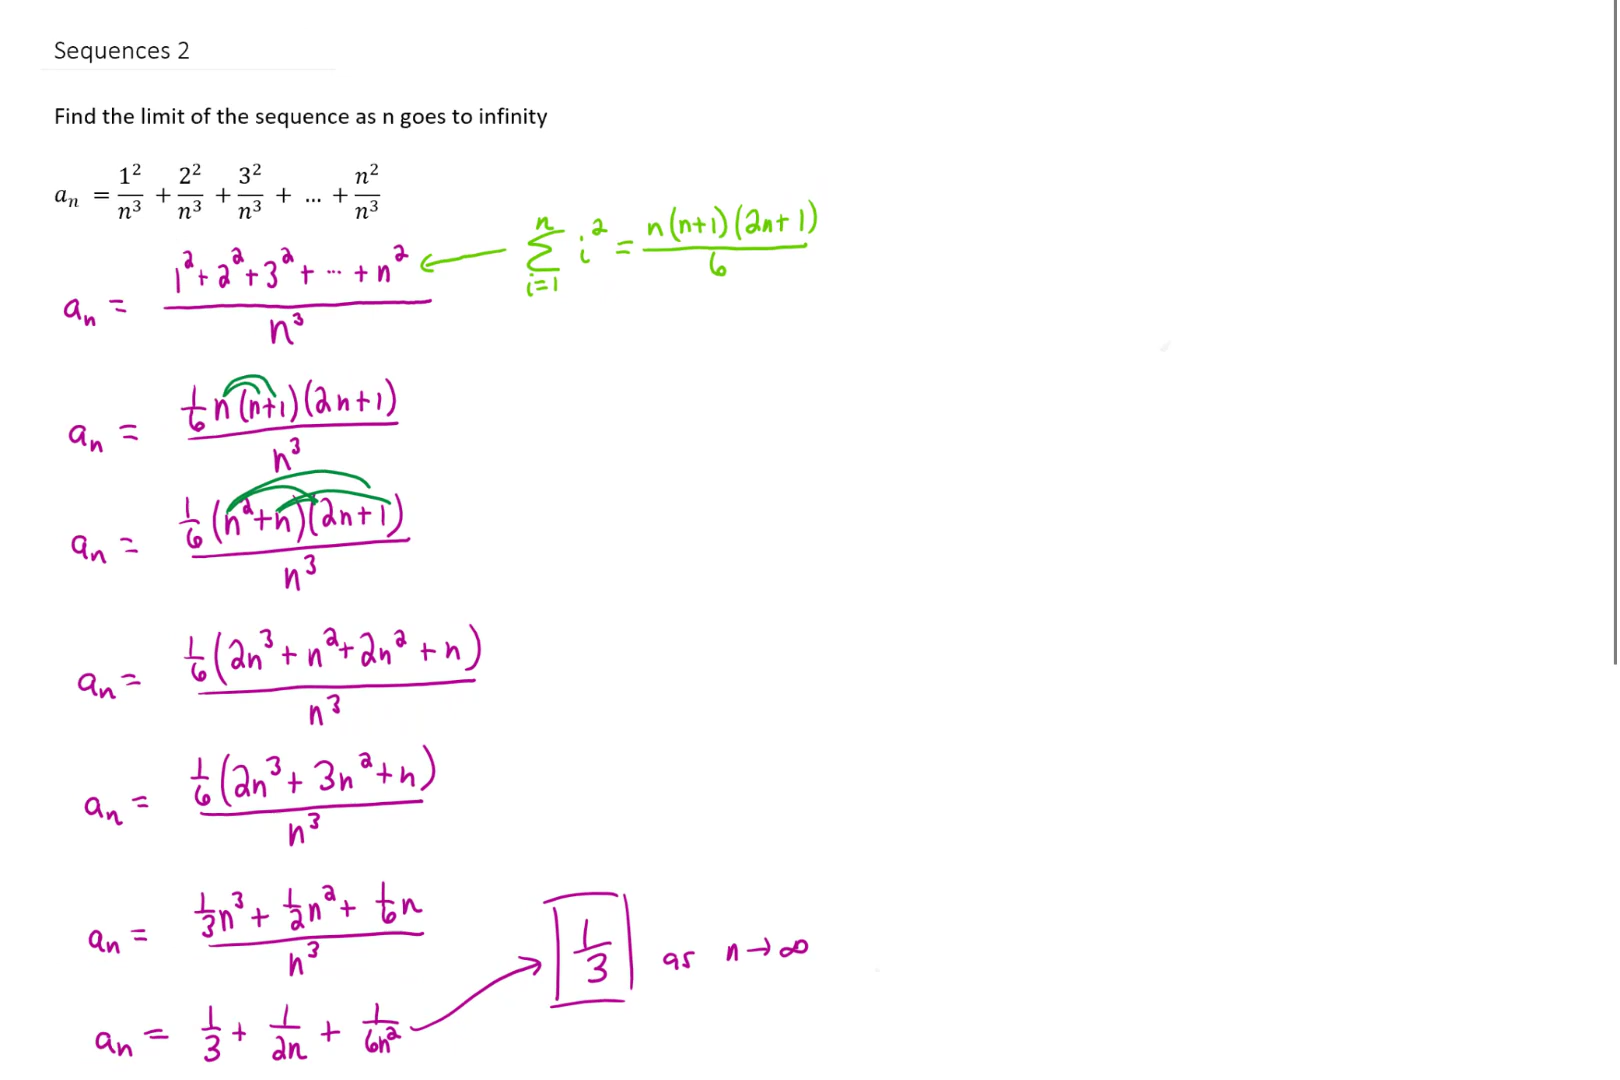 Sequences 2
Find the limit of the sequence as n goes to infinity
aₙ = 1²/n³ + 2²/n³ + 3²/n³ + ... + n²/n³
∑_{i=1}^{n} i² = n(n+1)(2n+1)/6
aₙ = (1² + 2² + 3² + ... + n²)/n³
aₙ = 1/6 n(n+1)(2n+1)/n³
aₙ = 1/6 (n²+n)(2n+1)/n³
aₙ = 1/6 (2n³ + n² + 2n² + n)/n³
aₙ = 1/6 (2n³ + 3n² + n)/n³
aₙ = (1/3 n³ + 1/2 n² + 1/6 n)/n³
1/3 as n → ∞
aₙ = 1/3 + 1/2n + 1/6n²